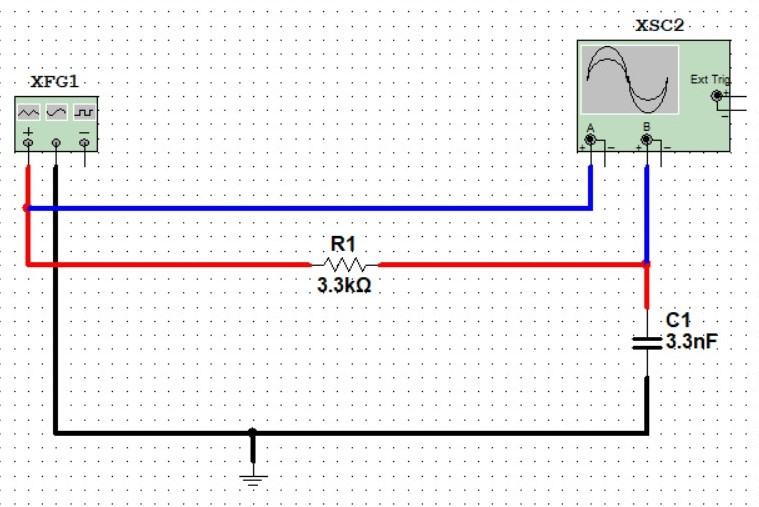 XSC2
XFG1
Ext Trig
+
−
+ −
A B
+ − + −
R1
3.3kΩ
C1
3.3nF